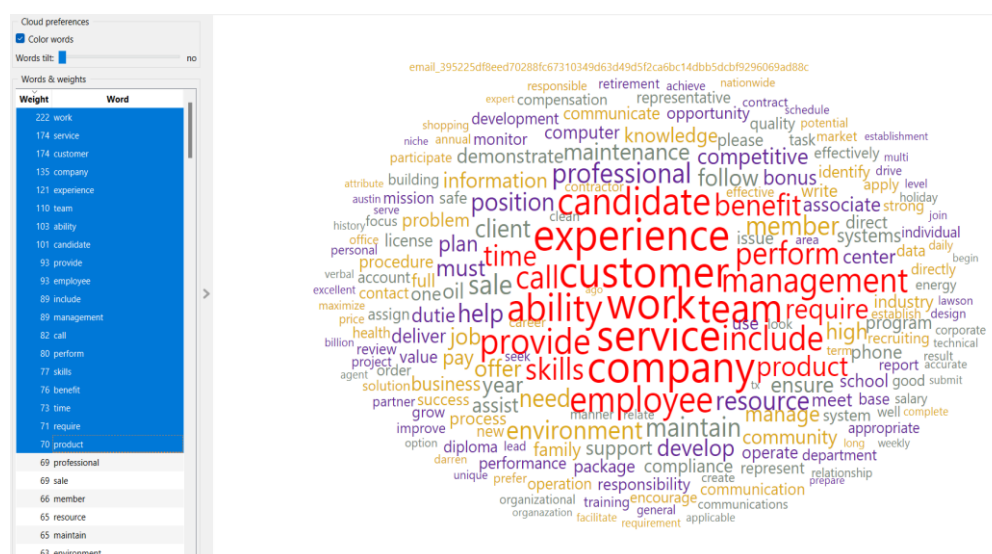 Cloud preferences
Color words
Words tilt: no
Words & weights
Weight Word
222 work
174 service
174 customer
135 company
121 experience
110 team
103 ability
101 candidate
93 provide
93 employee
89 include
89 management
82 call
80 perform
77 skills
76 benefit
73 time
71 require
70 product
69 professional
69 sale
66 member
65 resource
65 maintain
63 environment
email_395225df8eed70288fc67310349d63d49d5f2ca6bc14dbb5dcbf9296069ad88c
responsible retirement achieve nationwide
expert compensation representative contract
shopping development communicate opportunity schedule
niche annual monitor computer knowledge please quality task potential market establishment
participate demonstrate maintenance competitive effectively multi
attribute building information professional follow bonus identify drive
contractor effective write apply level
austin mission safe position candidate benefit associate strong holiday
serve clean join
history focus problem client experience member direct
office license issue area systems individual
personal plan time perform center data daily
procedure must customer management begin
verbal account full call directly
excellent contact one oil sale ago energy
maximize industry lawson
price assign dutie help ability work team require establish design
career use look program
billion health deliver job provide service include high recruiting corporate
review term phone technical
project value pay offer seek skills company product report result accurate
agent order tx
solution business year ensure school good submit
partner success assist need employee resource meet base salary
grow process manner relate manage system well complete
improve new environment maintain community appropriate
option diploma lead family support develop operate department long weekly
darren performance package compliance represent relationship
unique prefer operation responsibility create communication prepare
organizational training encourage communications
organazation facilitate general requirement applicable